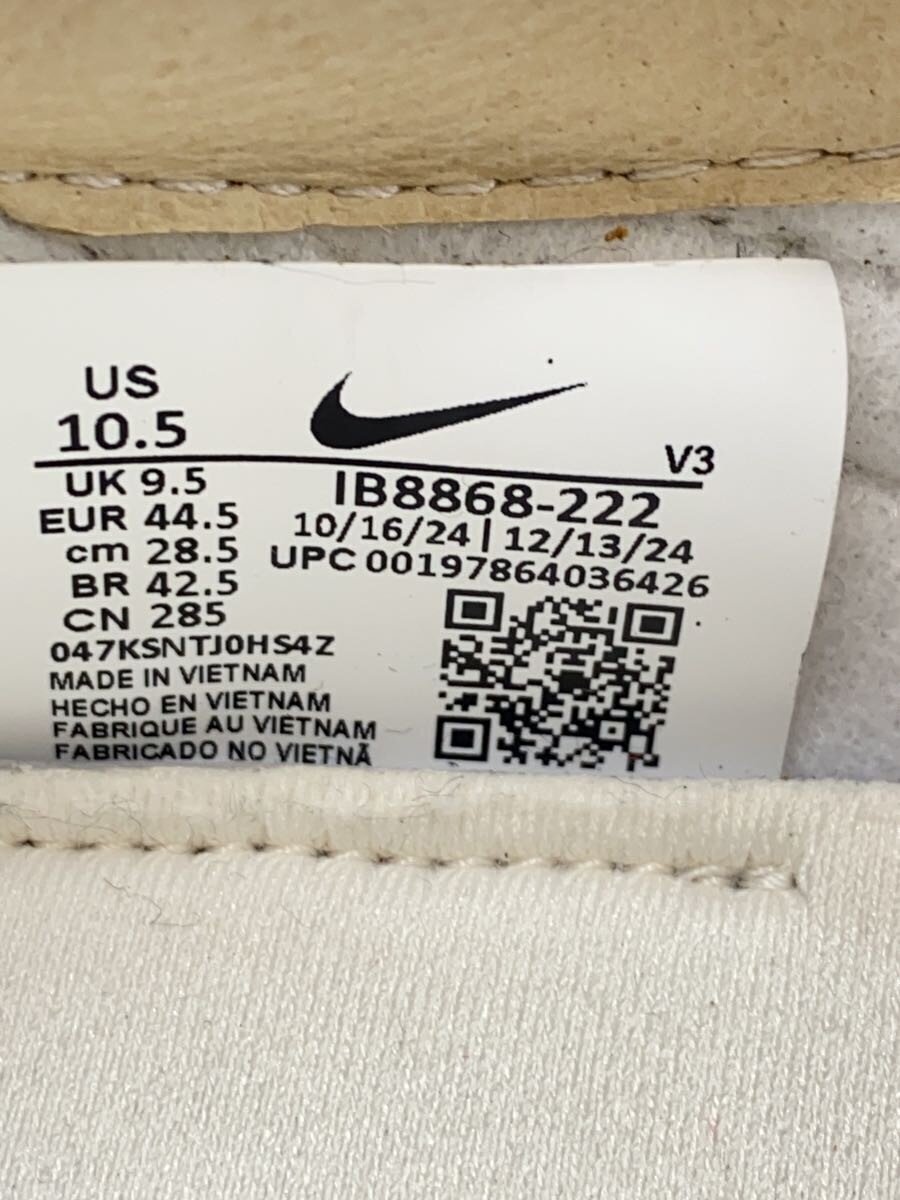 US
10.5
V3
UK 9.5
EUR 44.5
cm 28.5
BR 42.5
CN 285
IB8868-222
10/16/24 | 12/13/24
UPC 00197864036426
047KSNTJ0HS4Z
MADE IN VIETNAM
HECHO EN VIETNAM
FABRIQUE AU VIETNAM
FABRICADO NO VIETNÃ